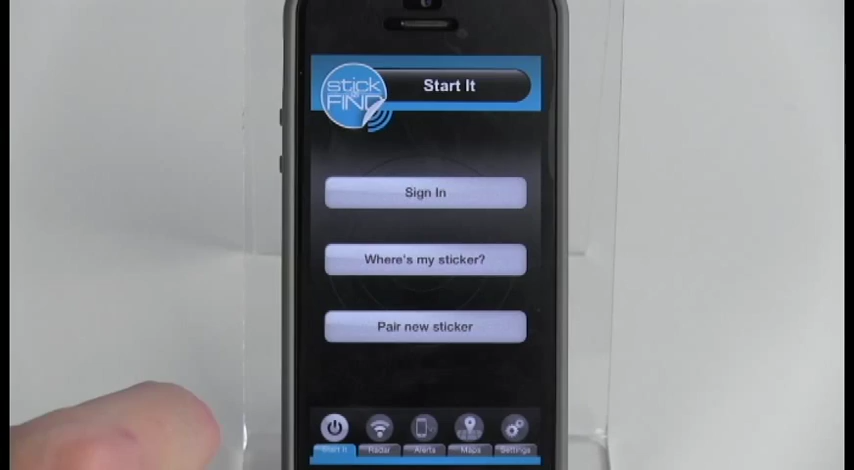 stick
FIND
Start It
Sign In
Where's my sticker?
Pair new sticker
Start It Radar Alerts Maps Settings